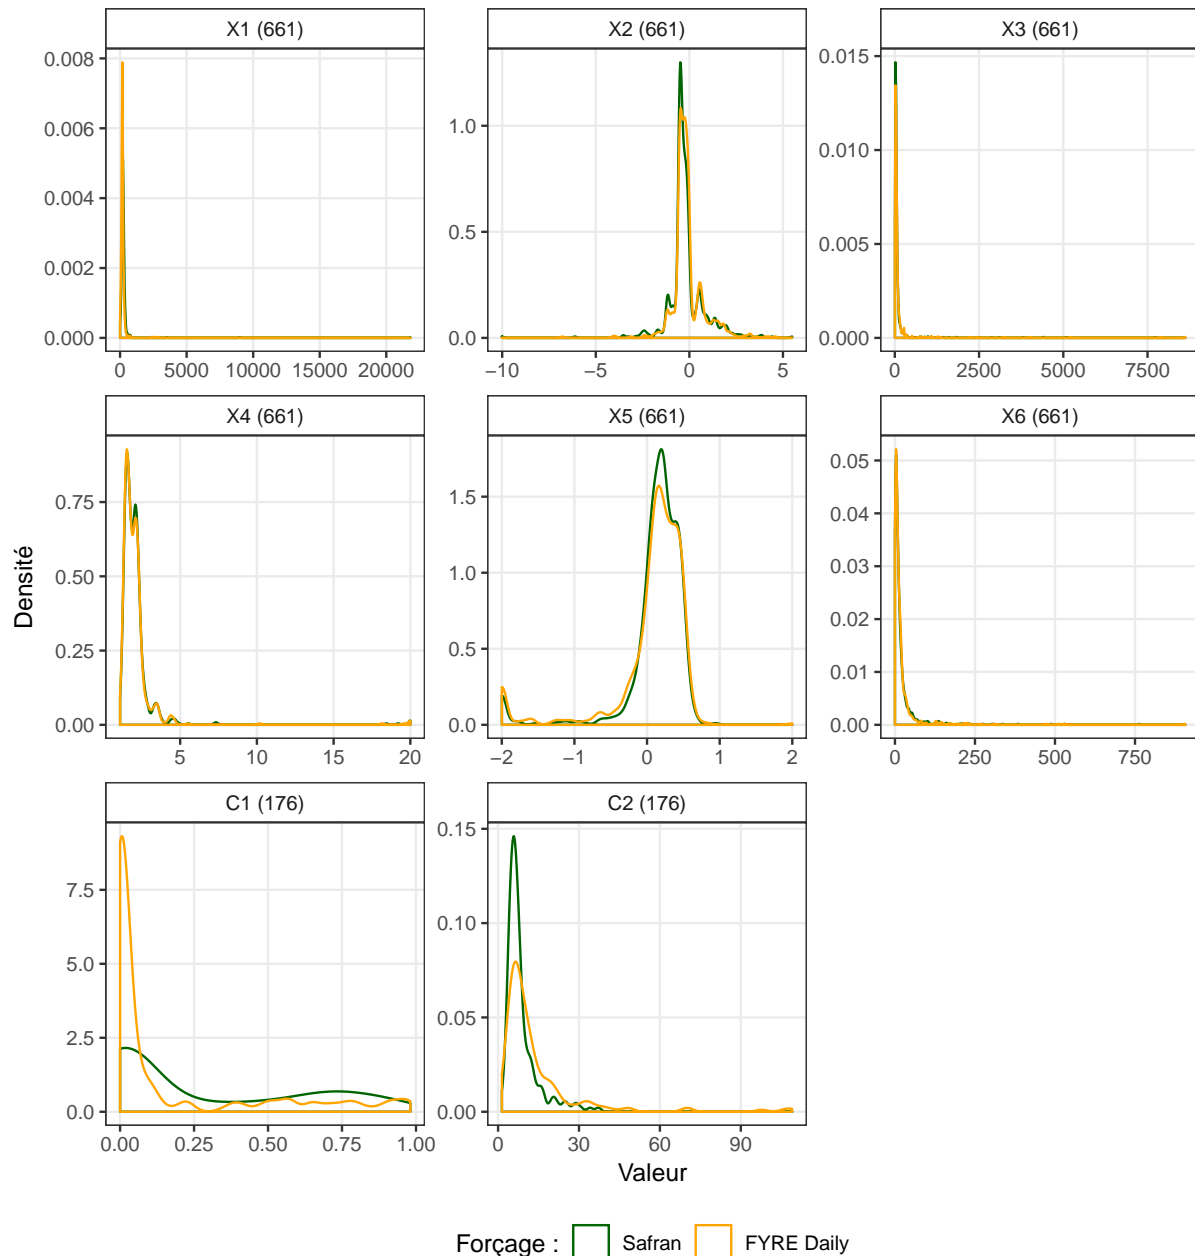 X1 (661)
X2 (661)
X3 (661)
0.008
0.006
0.004
0.002
0.000
1.0
0.5
0.0
0.015
0.010
0.005
0.000
0 5000 10000 15000 20000
−10 −5 0 5
0 2500 5000 7500
X4 (661)
X5 (661)
X6 (661)
0.75
0.50
0.25
0.00
1.5
1.0
0.5
0.0
0.05
0.04
0.03
0.02
0.01
0.00
5 10 15 20
−2 −1 0 1 2
0 250 500 750
C1 (176)
C2 (176)
7.5
5.0
2.5
0.0
0.15
0.10
0.05
0.00
0.00 0.25 0.50 0.75 1.00
0 30 60 90
Densité
Valeur
Forçage : Safran FYRE Daily